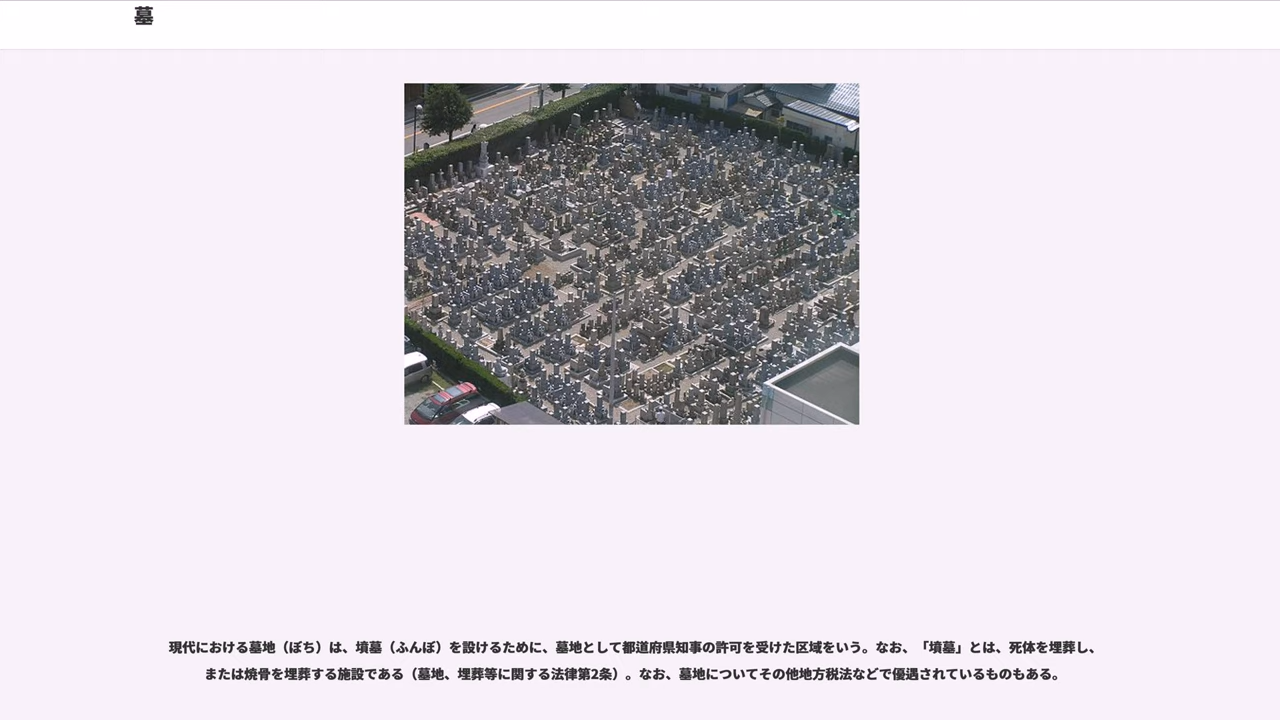 墓
現代における墓地（ぼち）は、墳墓（ふんぼ）を設けるために、墓地として都道府県知事の許可を受けた区域をいう。なお、「墳墓」とは、死体を埋葬し、
または焼骨を埋葬する施設である（墓地、埋葬等に関する法律第2条）。なお、墓地についてその他地方税法などで優遇されているものもある。